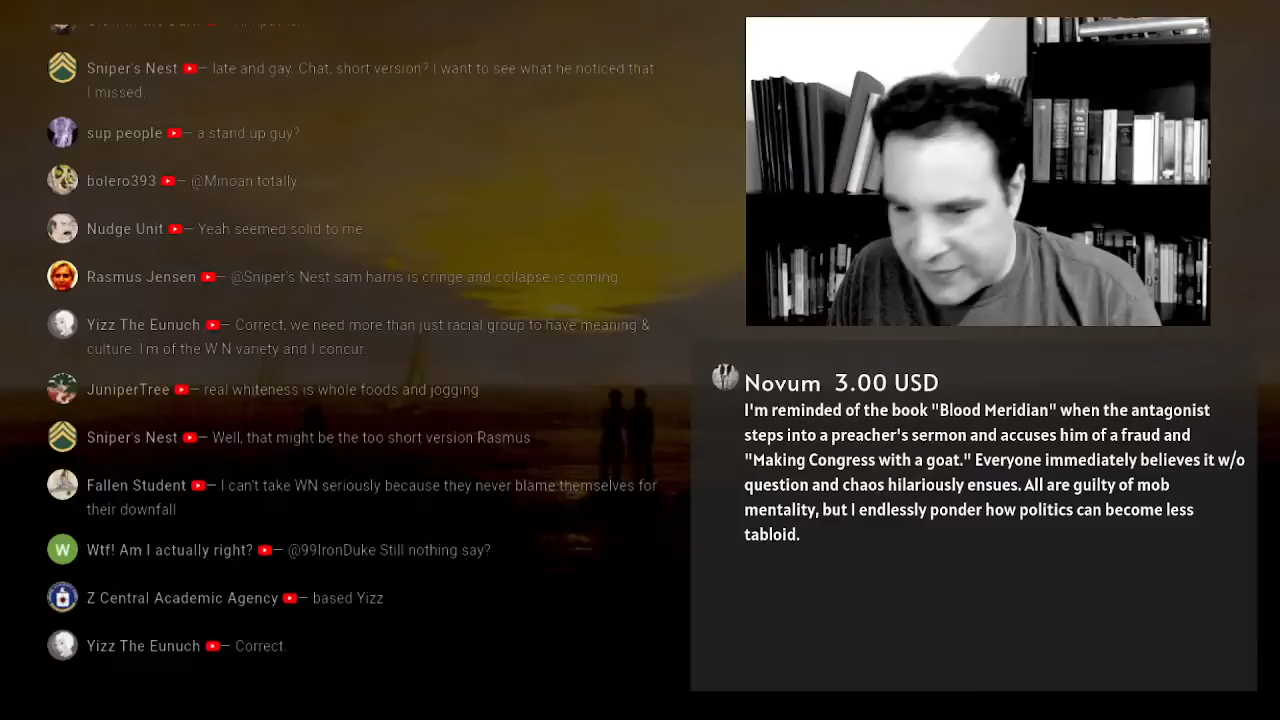 Sniper's Nest — late and gay. Chat, short version? I want to see what he noticed that
I missed.
sup people — a stand up guy?
bolero393 — @Minoan totally.
Nudge Unit — Yeah seemed solid to me
Rasmus Jensen — @Sniper's Nest sam harris is cringe and collapse is coming
Yizz The Eunuch — Correct, we need more than just racial group to have meaning &
culture. I'm of the W N variety and I concur.
JuniperTree — real whiteness is whole foods and jogging
Sniper's Nest — Well, that might be the too short version Rasmus
Fallen Student — I can't take WN seriously because they never blame themselves for
their downfall
W
Wtf! Am I actually right? — @99IronDuke Still nothing say?
Z Central Academic Agency — based Yizz
Yizz The Eunuch — Correct.
Novum 3.00 USD
I'm reminded of the book "Blood Meridian" when the antagonist
steps into a preacher's sermon and accuses him of a fraud and
"Making Congress with a goat." Everyone immediately believes it w/o
question and chaos hilariously ensues. All are guilty of mob
mentality, but I endlessly ponder how politics can become less
tabloid.